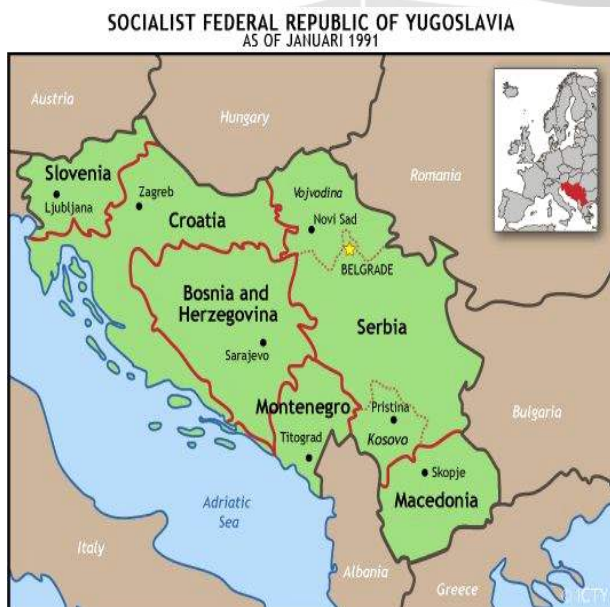 SOCIALIST FEDERAL REPUBLIC OF YUGOSLAVIA
AS OF JANUARI 1991
Austria
Hungary
Romania
Slovenia
Ljubljana
Zagreb
Croatia
Vojvodina
Novi Sad
BELGRADE
Bosnia and
Herzegovina
Sarajevo
Serbia
Montenegro
Titograd
Pristina
Kosovo
Bulgaria
Skopje
Macedonia
Adriatic
Sea
Italy
Albania
Greece
© ICTY